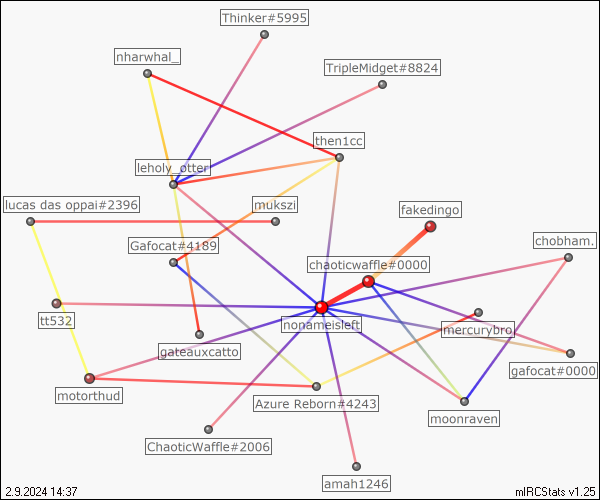 Thinker#5995
nharwhal_
TripleMidget#8824
then1cc
leholy_otter
lucas das oppai#2396
mukszi
fakedingo
Gafocat#4189
chobham.
chaoticwaffle#0000
tt532
nonameisleft
mercurybro.
gateauxcatto
gafocat#0000
motorthud
Azure Reborn#4243
moonraven
ChaoticWaffle#2006
amah1246
2.9.2024 14:37
mIRCStats v1.25